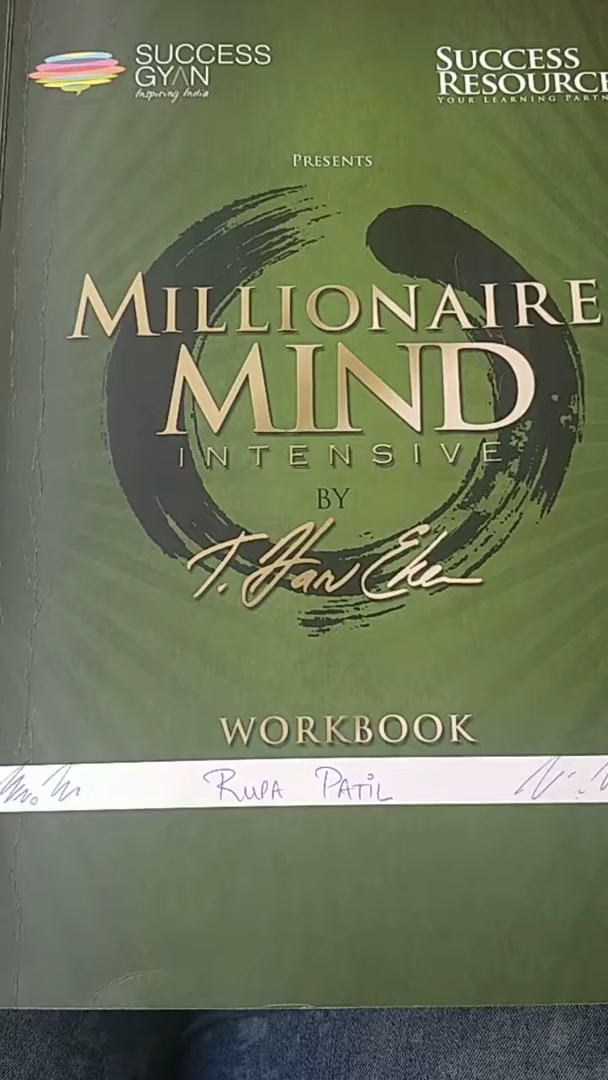 SUCCESS
GYAN
Inspiring India
SUCCESS
RESOURCE
YOUR LEARNING PARTN
PRESENTS
MILLIONAIRE
MIND
INTENSIVE
BY
T. Harv Eker
WORKBOOK
RUPA PATIL